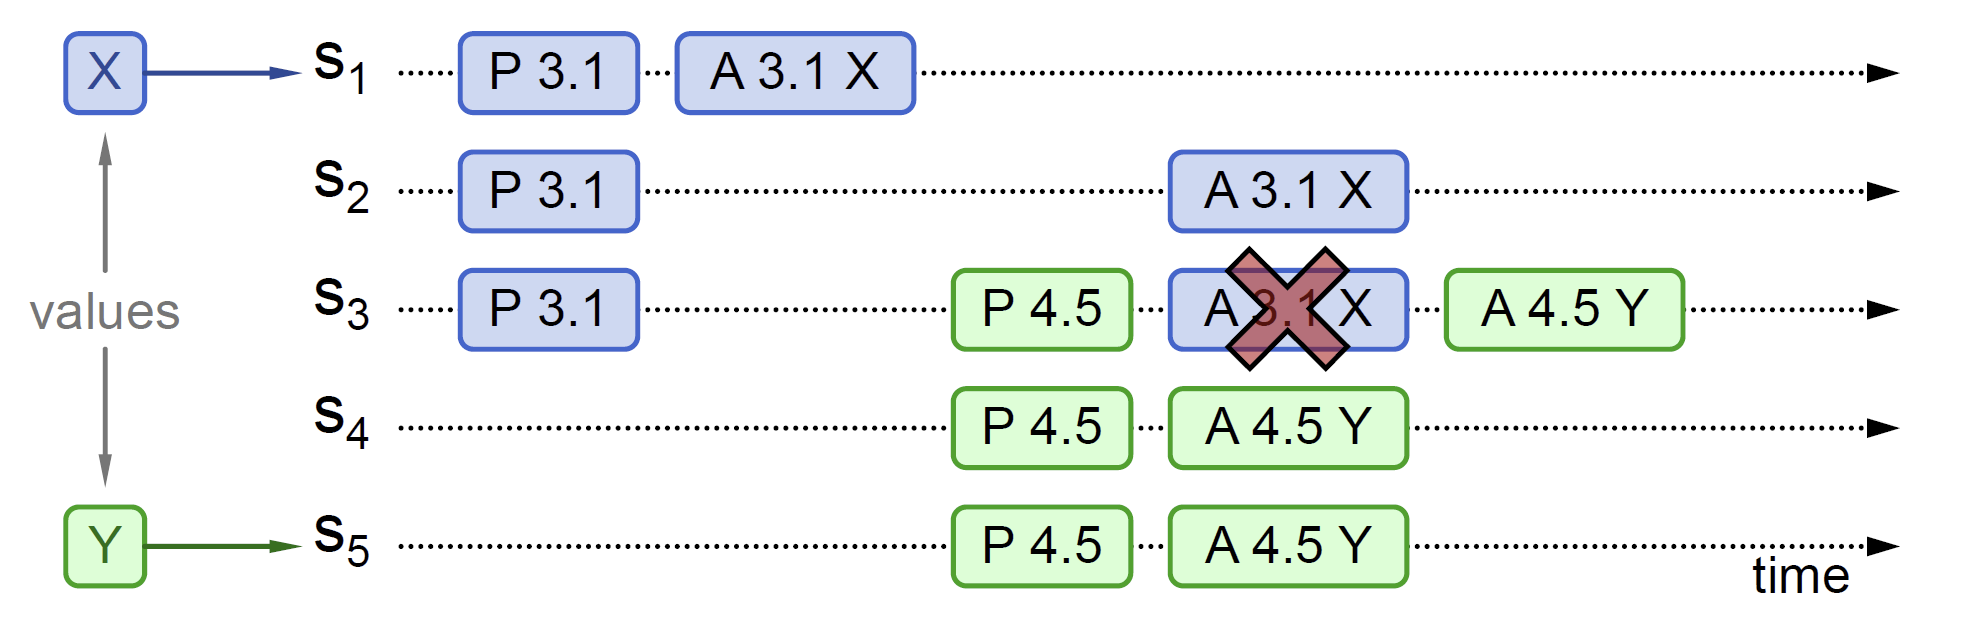 X s1 P 3.1 A 3.1 X
s2 P 3.1 A 3.1 X
values s3 P 3.1 P 4.5 A 3.1 X A 4.5 Y
s4 P 4.5 A 4.5 Y
Y s5 P 4.5 A 4.5 Y
time